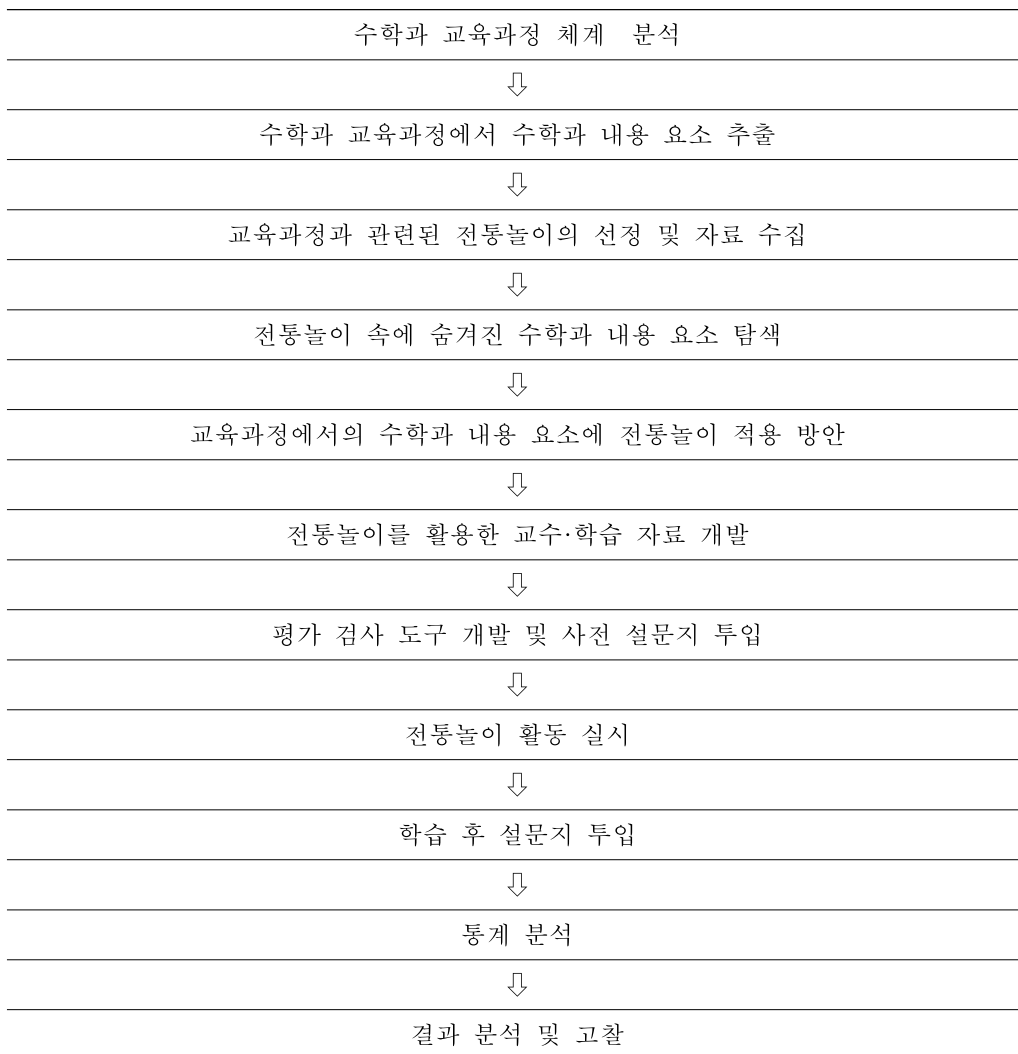 수학과 교육과정 체계 분석
⇩
수학과 교육과정에서 수학과 내용 요소 추출
⇩
교육과정과 관련된 전통놀이의 선정 및 자료 수집
⇩
전통놀이 속에 숨겨진 수학과 내용 요소 탐색
⇩
교육과정에서의 수학과 내용 요소에 전통놀이 적용 방안
⇩
전통놀이를 활용한 교수·학습 자료 개발
⇩
평가 검사 도구 개발 및 사전 설문지 투입
⇩
전통놀이 활동 실시
⇩
학습 후 설문지 투입
⇩
통계 분석
⇩
결과 분석 및 고찰